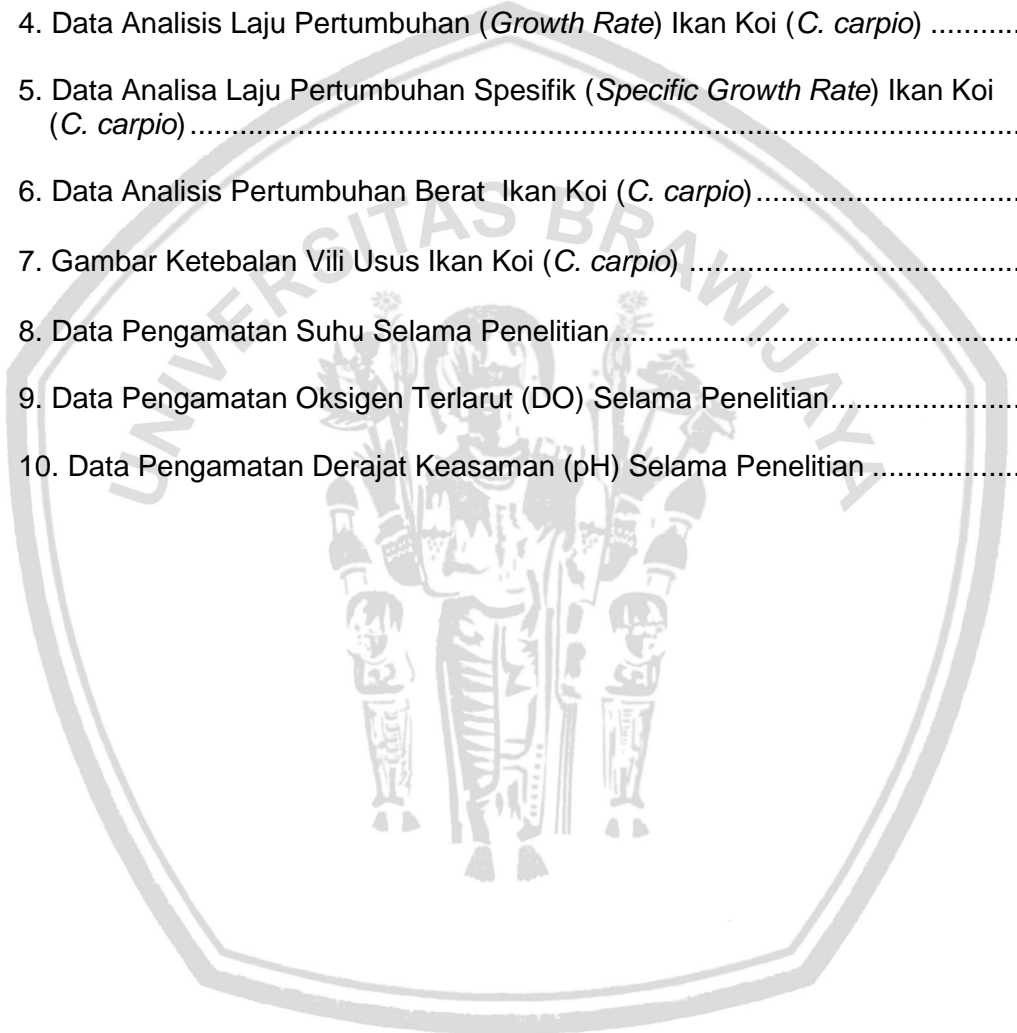 4. Data Analisis Laju Pertumbuhan (Growth Rate) Ikan Koi (C. carpio) ...........
5. Data Analisa Laju Pertumbuhan Spesifik (Specific Growth Rate) Ikan Koi
(C. carpio)....................................................................................................
6. Data Analisis Pertumbuhan Berat Ikan Koi (C. carpio)................................
7. Gambar Ketebalan Vili Usus Ikan Koi (C. carpio) ........................................
8. Data Pengamatan Suhu Selama Penelitian .................................................
9. Data Pengamatan Oksigen Terlarut (DO) Selama Penelitian.......................
10. Data Pengamatan Derajat Keasaman (pH) Selama Penelitian ..................
UNIVERSITAS BRAWIJAYA